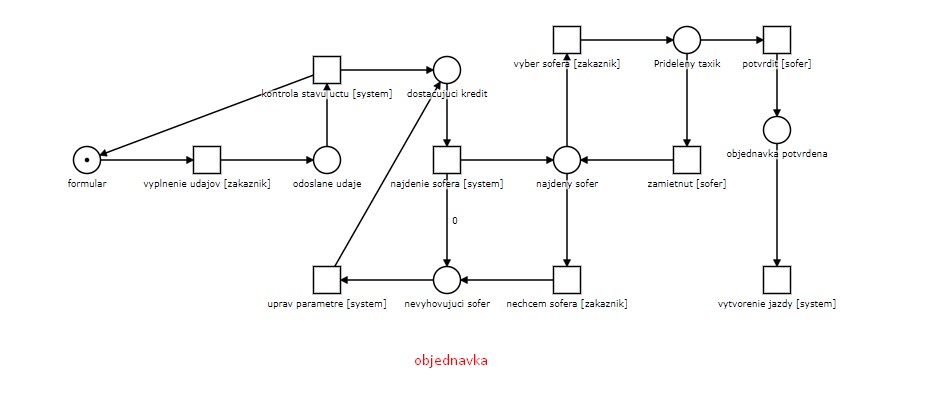 vyber sofera [zakaznik]
Prideleny taxik
potvrdit [sofer]
kontrola stavu uctu [system]
dostacujuci kredit
objednavka potvrdena
formular
vyplnenie udajov [zakaznik]
odoslane udaje
najdenie sofera [system]
najdeny sofer
zamietnut [sofer]
0
uprav parametre [system]
nevyhovujuci sofer
nechcem sofera [zakaznik]
vytvorenie jazdy [system]
objednavka